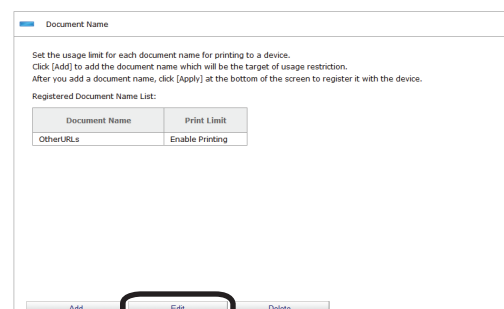 Document Name
Set the usage limit for each document name for printing to a device.
Click [Add] to add the document name which will be the target of usage restriction.
After you add a document name, click [Apply] at the bottom of the screen to register it with the device.
Registered Document Name List:
Document Name Print Limit
OtherURLs Enable Printing
Add Edit Delete